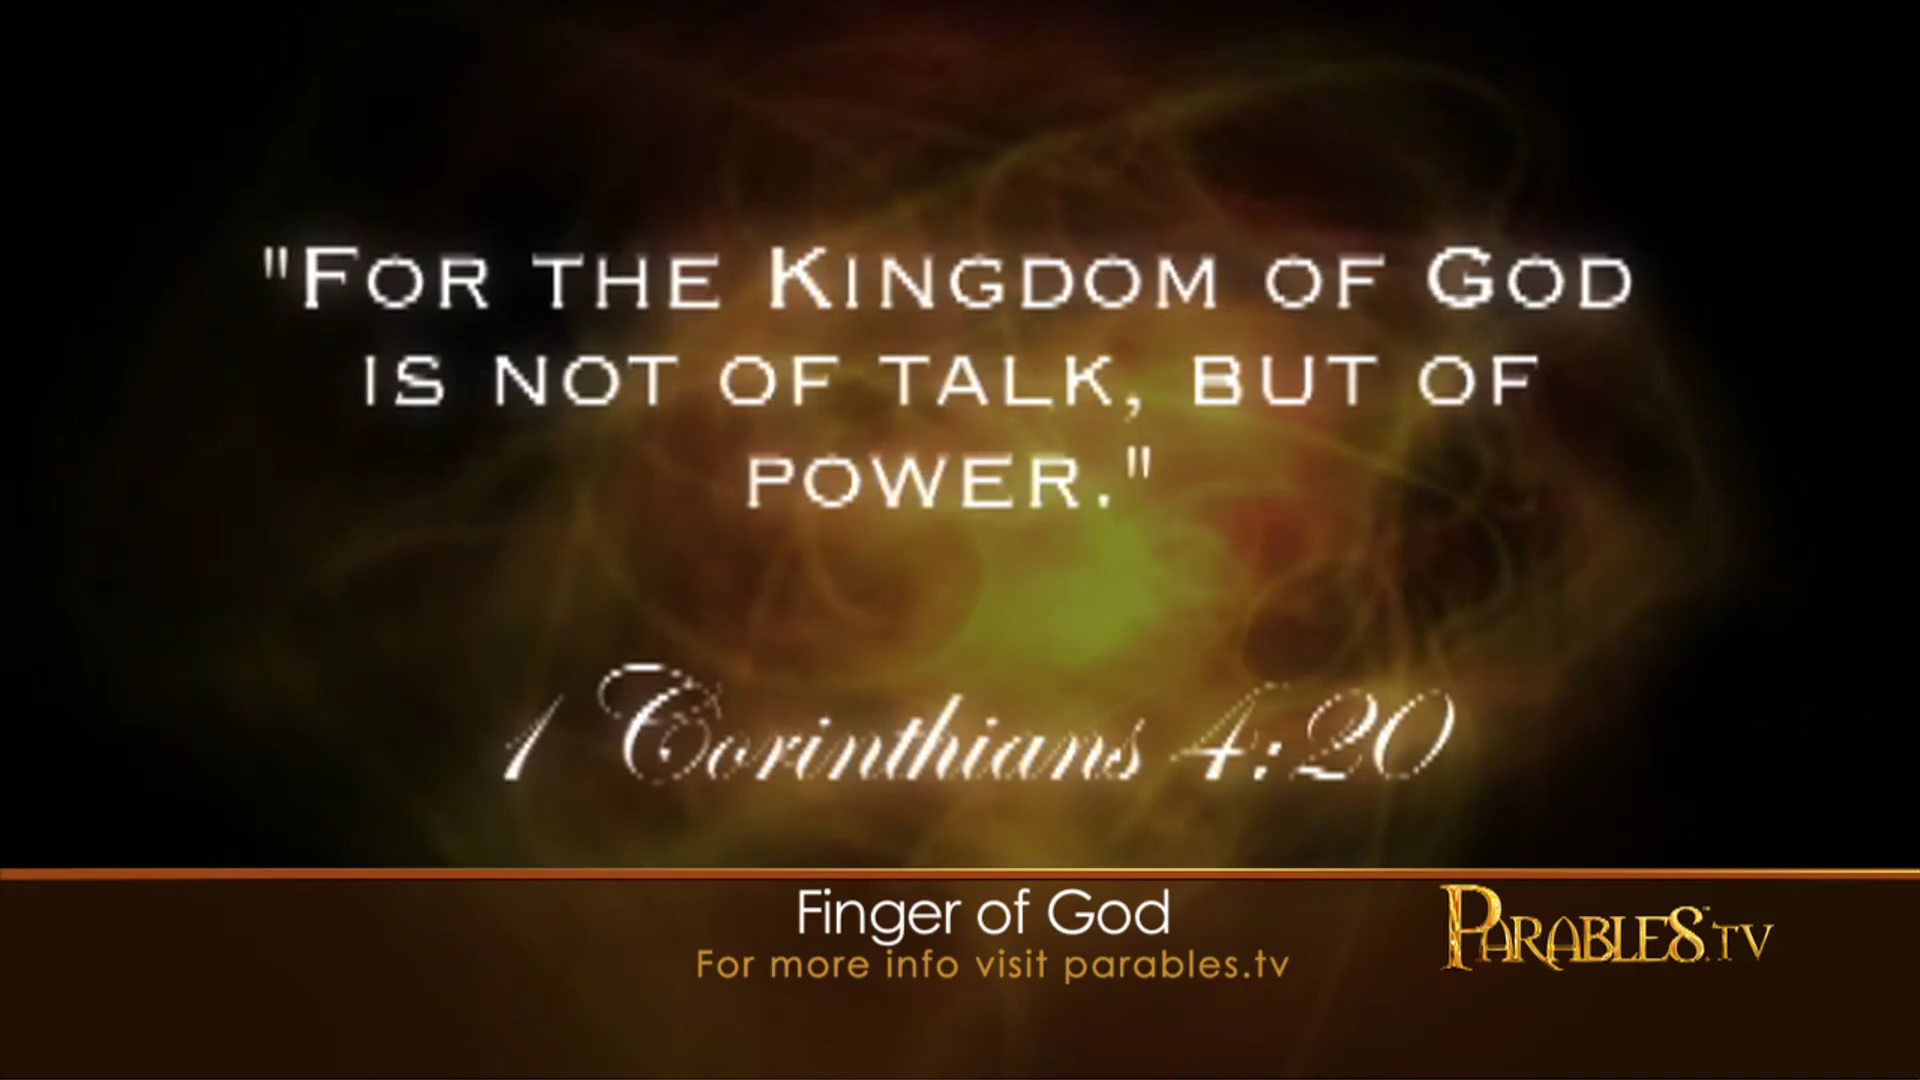 "For the Kingdom of God
is not of talk, but of
power."
1 Corinthians 4:20
Finger of God
For more info visit parables.tv
Parables.tv